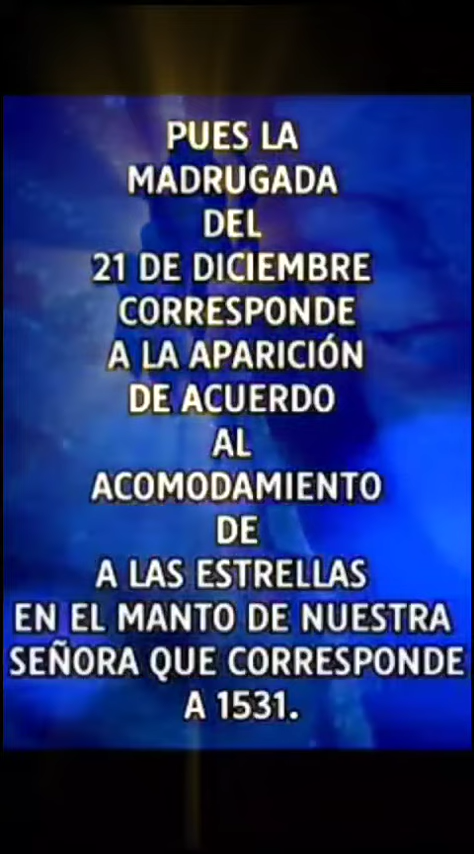 PUES LA
MADRUGADA
DEL
21 DE DICIEMBRE
CORRESPONDE
A LA APARICIÓN
DE ACUERDO
AL
ACOMODAMIENTO
DE
A LAS ESTRELLAS
EN EL MANTO DE NUESTRA
SEÑORA QUE CORRESPONDE
A 1531.